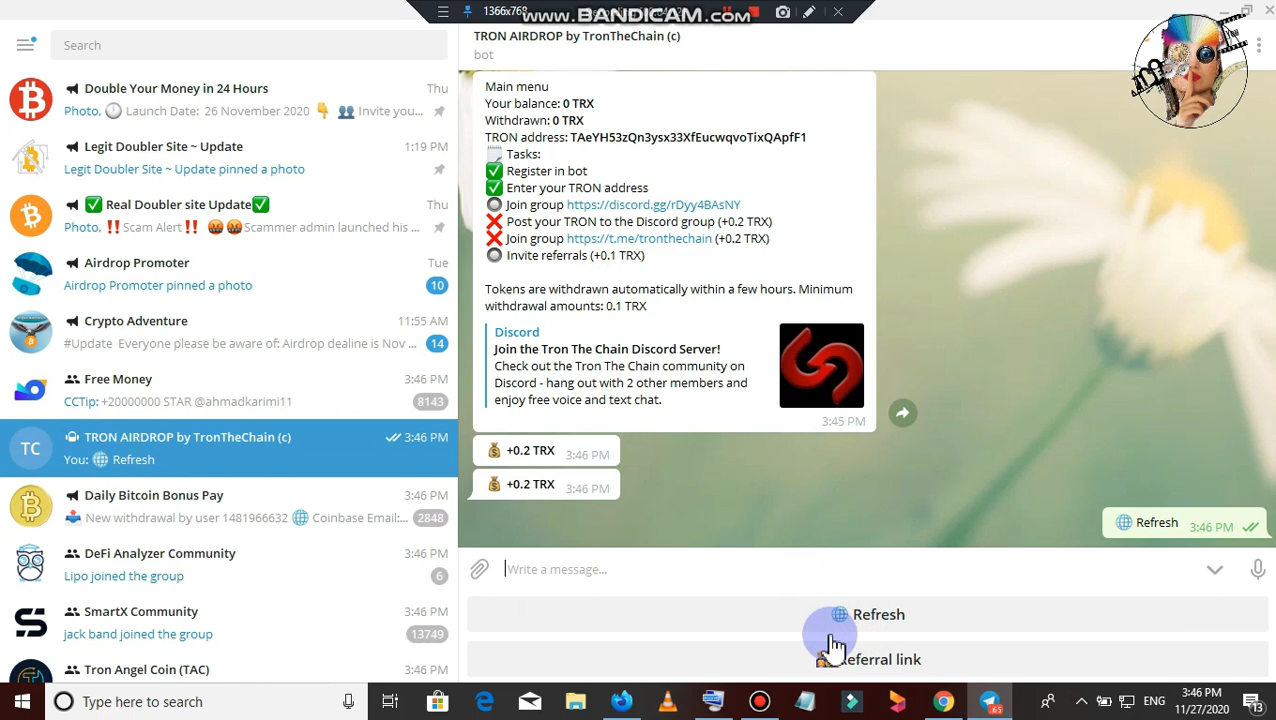 1366x768
www.BANDICAM.com
Search
Double Your Money in 24 Hours
Thu
Photo, 🕛 Launch Date: 26 November 2020 👇 👥 Invite you...
Legit Doubler Site ~ Update
1:19 PM
Legit Doubler Site ~ Update pinned a photo
✅ Real Doubler site Update✅
Thu
Photo, ‼️Scam Alert‼️ 🤬🤬Scammer admin launched his ...
Airdrop Promoter
Tue
Airdrop Promoter pinned a photo
10
Crypto Adventure
11:55 AM
#Update Everyone please be aware of: Airdrop dealine is Nov ...
14
Free Money
3:46 PM
CCTip: +20000000 STAR @ahmadkarimi11
8143
TC
TRON AIRDROP by TronTheChain (c)
3:46 PM
You: 🌐 Refresh
Daily Bitcoin Bonus Pay
3:46 PM
📥 New withdrawal by user 1481966632 🌐 Coinbase Email:...
2848
DeFi Analyzer Community
3:46 PM
Lipo joined the group
6
SmartX Community
3:46 PM
jack band joined the group
13749
Tron Angel Coin (TAC)
3:46 PM
TRON AIRDROP by TronTheChain (c)
bot
Main menu
Your balance: 0 TRX
Withdrawn: 0 TRX
TRON address: TAeYH53zQn3ysx33XfEucwqvoTixQApfF1
🗒 Tasks:
✅ Register in bot
✅ Enter your TRON address
🔘 Join group https://discord.gg/rDyy4BAsNY
❌ Post your TRON to the Discord group (+0.2 TRX)
❌ Join group https://t.me/tronthechain (+0.2 TRX)
🔘 Invite referrals (+0.1 TRX)
Tokens are withdrawn automatically within a few hours. Minimum
withdrawal amounts: 0.1 TRX
Discord
Join the Tron The Chain Discord Server!
Check out the Tron The Chain community on
Discord - hang out with 2 other members and
enjoy free voice and text chat.
3:45 PM
💰 +0.2 TRX 3:46 PM
💰 +0.2 TRX 3:46 PM
🌐 Refresh 3:46 PM
Write a message...
🌐 Refresh
Referral link
Type here to search
65
ENG
3:46 PM
11/27/2020
13